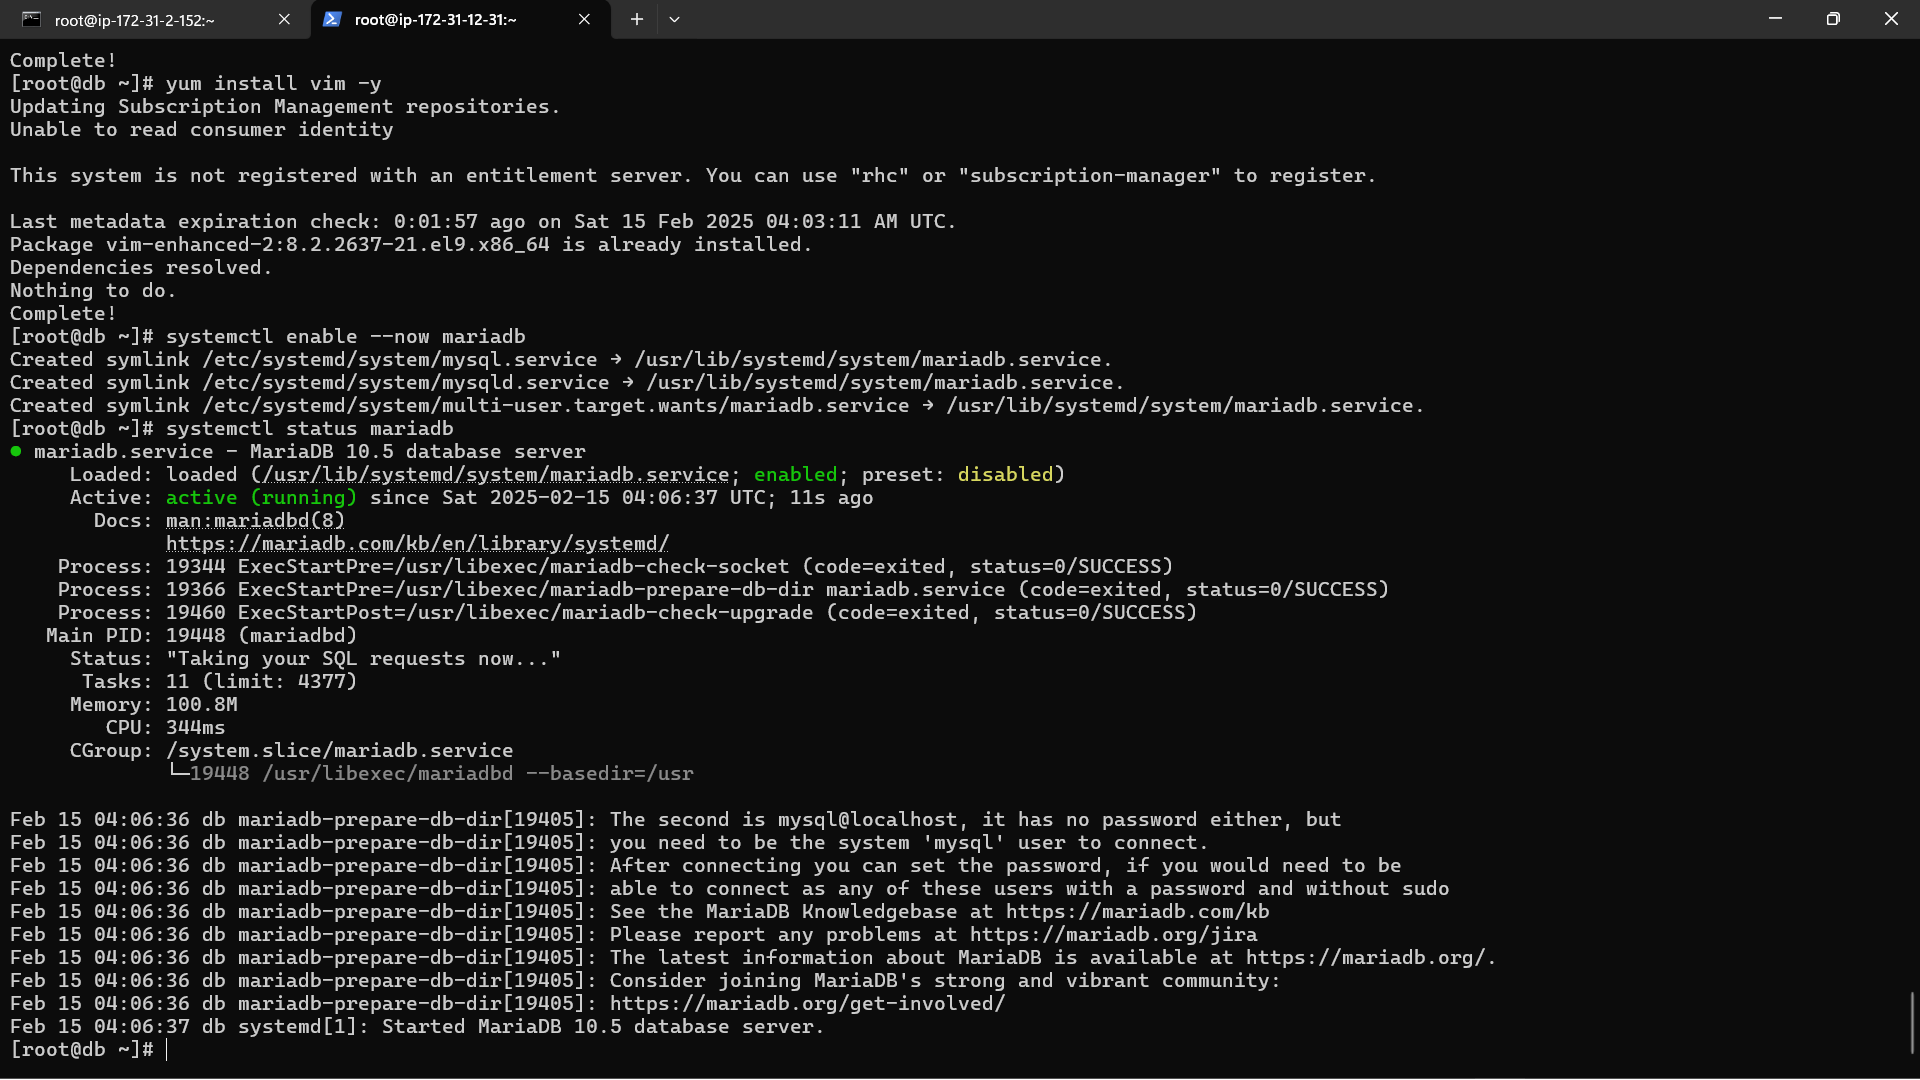 root@ip-172-31-2-152:~
root@ip-172-31-12-31:~
Complete!
[root@db ~]# yum install vim -y
Updating Subscription Management repositories.
Unable to read consumer identity
This system is not registered with an entitlement server. You can use "rhc" or "subscription-manager" to register.
Last metadata expiration check: 0:01:57 ago on Sat 15 Feb 2025 04:03:11 AM UTC.
Package vim-enhanced-2:8.2.2637-21.el9.x86_64 is already installed.
Dependencies resolved.
Nothing to do.
Complete!
[root@db ~]# systemctl enable --now mariadb
Created symlink /etc/systemd/system/mysql.service → /usr/lib/systemd/system/mariadb.service.
Created symlink /etc/systemd/system/mysqld.service → /usr/lib/systemd/system/mariadb.service.
Created symlink /etc/systemd/system/multi-user.target.wants/mariadb.service → /usr/lib/systemd/system/mariadb.service.
[root@db ~]# systemctl status mariadb
● mariadb.service - MariaDB 10.5 database server
Loaded: loaded (/usr/lib/systemd/system/mariadb.service; enabled; preset: disabled)
Active: active (running) since Sat 2025-02-15 04:06:37 UTC; 11s ago
Docs: man:mariadbd(8)
https://mariadb.com/kb/en/library/systemd/
Process: 19344 ExecStartPre=/usr/libexec/mariadb-check-socket (code=exited, status=0/SUCCESS)
Process: 19366 ExecStartPre=/usr/libexec/mariadb-prepare-db-dir mariadb.service (code=exited, status=0/SUCCESS)
Process: 19460 ExecStartPost=/usr/libexec/mariadb-check-upgrade (code=exited, status=0/SUCCESS)
Main PID: 19448 (mariadbd)
Status: "Taking your SQL requests now..."
Tasks: 11 (limit: 4377)
Memory: 100.8M
CPU: 344ms
CGroup: /system.slice/mariadb.service
└─19448 /usr/libexec/mariadbd --basedir=/usr
Feb 15 04:06:36 db mariadb-prepare-db-dir[19405]: The second is mysql@localhost, it has no password either, but
Feb 15 04:06:36 db mariadb-prepare-db-dir[19405]: you need to be the system 'mysql' user to connect.
Feb 15 04:06:36 db mariadb-prepare-db-dir[19405]: After connecting you can set the password, if you would need to be
Feb 15 04:06:36 db mariadb-prepare-db-dir[19405]: able to connect as any of these users with a password and without sudo
Feb 15 04:06:36 db mariadb-prepare-db-dir[19405]: See the MariaDB Knowledgebase at https://mariadb.com/kb
Feb 15 04:06:36 db mariadb-prepare-db-dir[19405]: Please report any problems at https://mariadb.org/jira
Feb 15 04:06:36 db mariadb-prepare-db-dir[19405]: The latest information about MariaDB is available at https://mariadb.org/.
Feb 15 04:06:36 db mariadb-prepare-db-dir[19405]: Consider joining MariaDB's strong and vibrant community:
Feb 15 04:06:36 db mariadb-prepare-db-dir[19405]: https://mariadb.org/get-involved/
Feb 15 04:06:37 db systemd[1]: Started MariaDB 10.5 database server.
[root@db ~]#